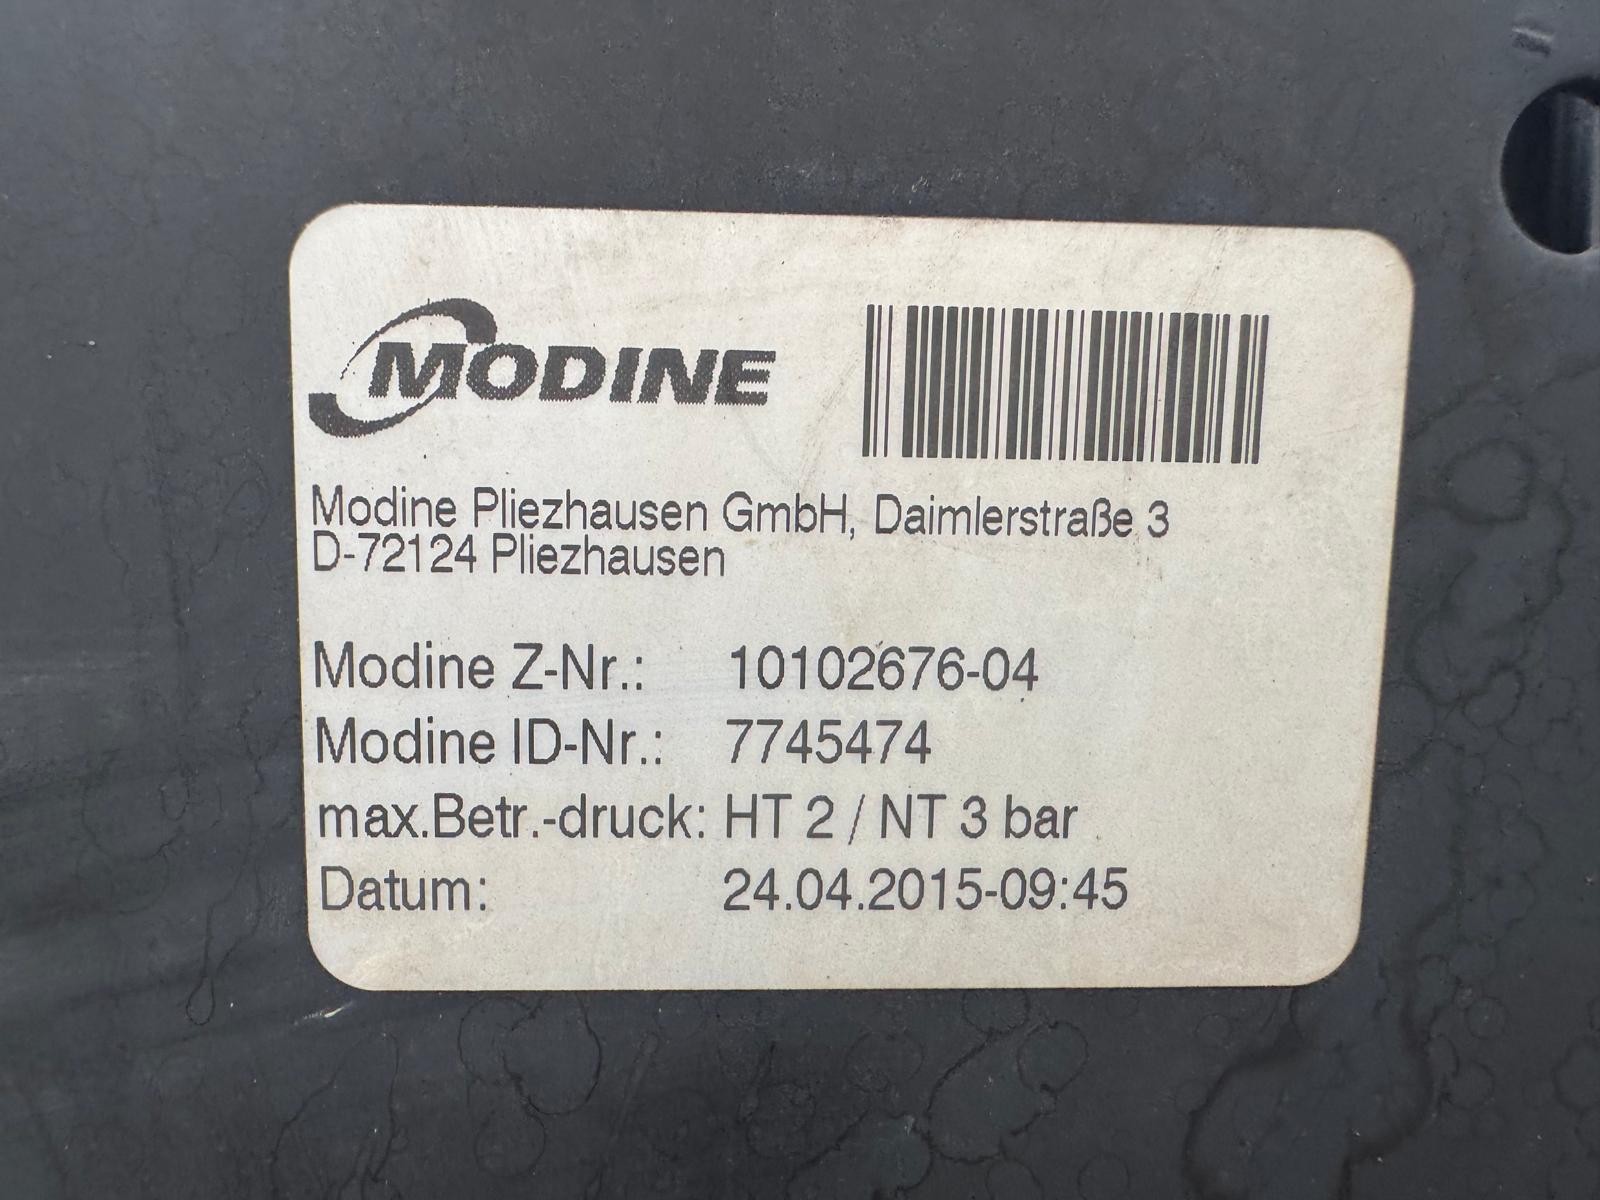 MODINE
Modine Pliezhausen GmbH, Daimlerstraße 3
D-72124 Pliezhausen
Modine Z-Nr.: 10102676-04
Modine ID-Nr.: 7745474
max.Betr.-druck: HT 2 / NT 3 bar
Datum: 24.04.2015-09:45